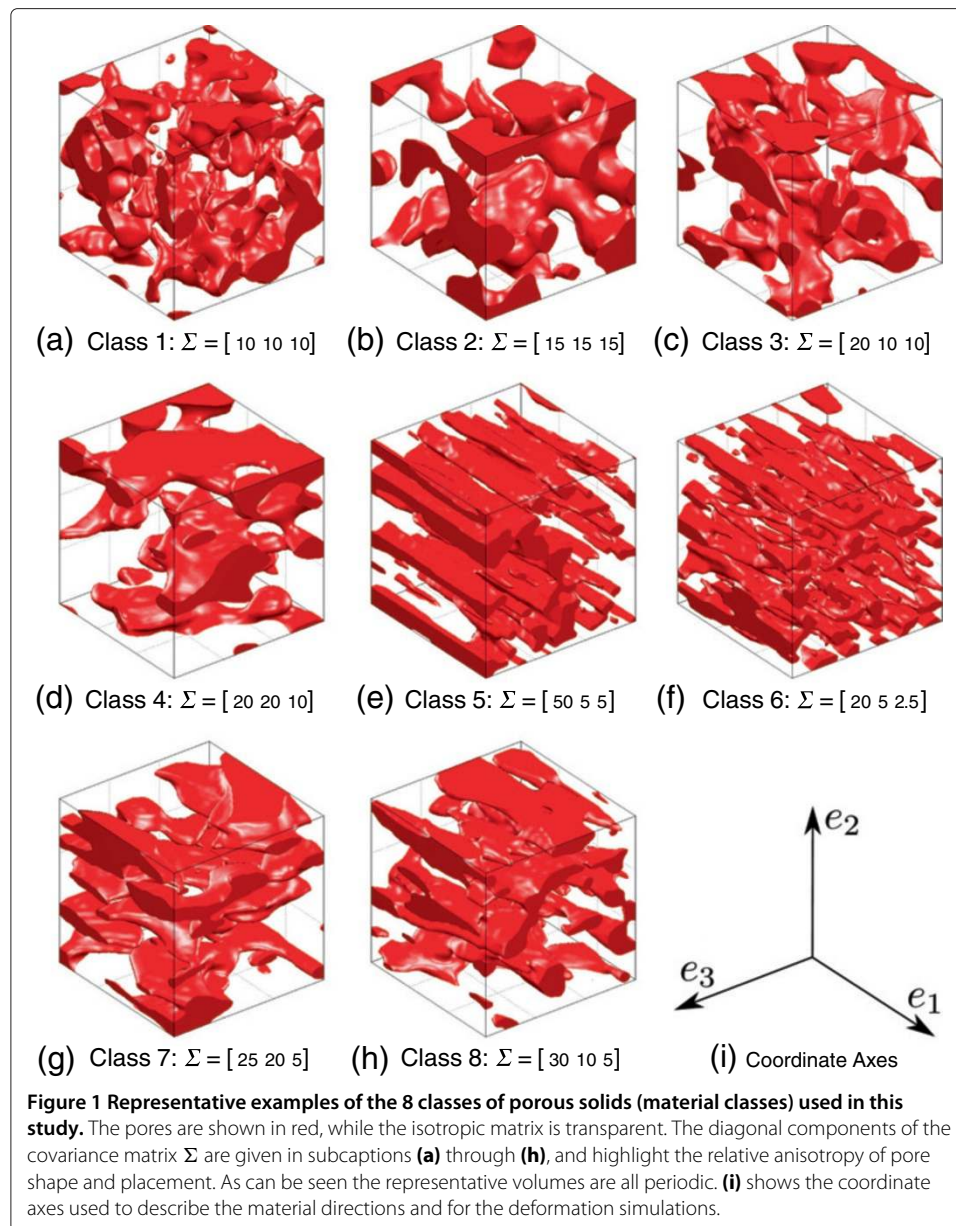 (a) Class 1: Σ = [ 10 10 10]
(b) Class 2: Σ = [ 15 15 15]
(c) Class 3: Σ = [ 20 10 10]
(d) Class 4: Σ = [ 20 20 10]
(e) Class 5: Σ = [ 50 5 5]
(f) Class 6: Σ = [ 20 5 2.5]
(g) Class 7: Σ = [ 25 20 5]
(h) Class 8: Σ = [ 30 10 5]
e₂
e₃
e₁
(i) Coordinate Axes
Figure 1 Representative examples of the 8 classes of porous solids (material classes) used in this
study. The pores are shown in red, while the isotropic matrix is transparent. The diagonal components of the
covariance matrix Σ are given in subcaptions (a) through (h), and highlight the relative anisotropy of pore
shape and placement. As can be seen the representative volumes are all periodic. (i) shows the coordinate
axes used to describe the material directions and for the deformation simulations.